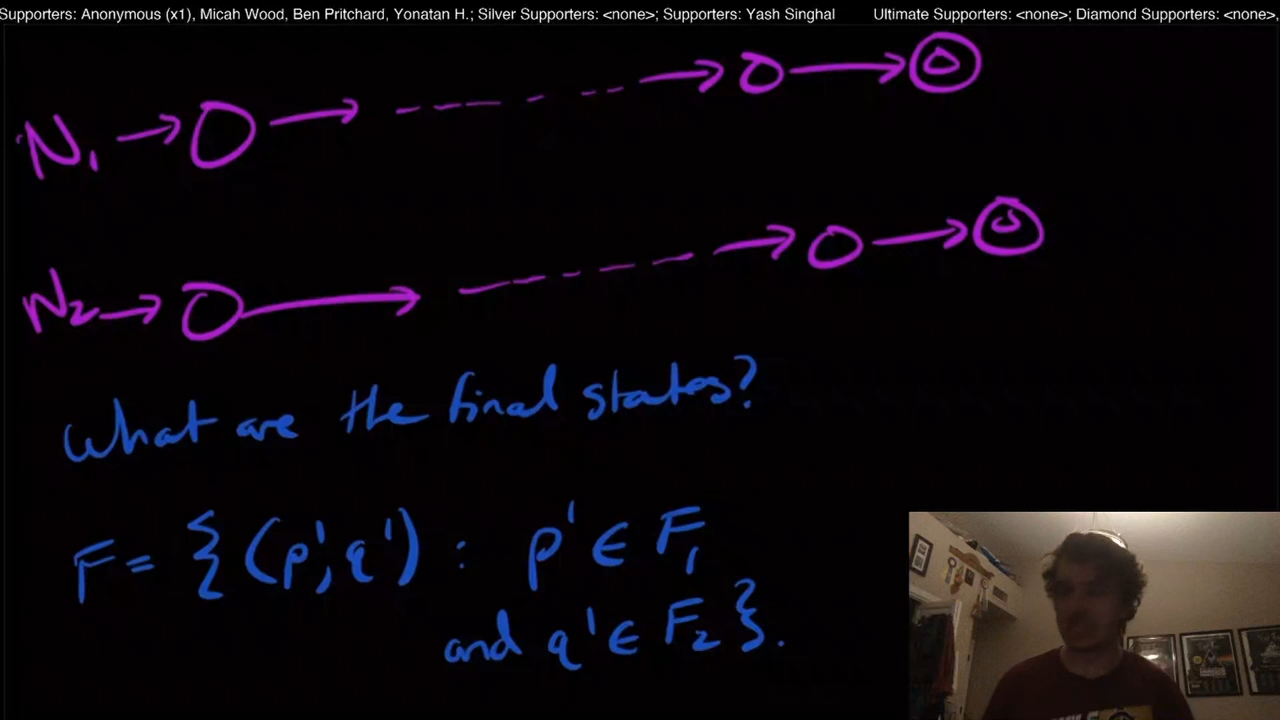 Supporters: Anonymous (x1), Micah Wood, Ben Pritchard, Yonatan H.; Silver Supporters: <none>; Supporters: Yash Singhal Ultimate Supporters: <none>; Diamond Supporters: <none>,
N₁
N₂
What are the final states?
F = {(p', q') : p' ∈ F₁
and q' ∈ F₂}.